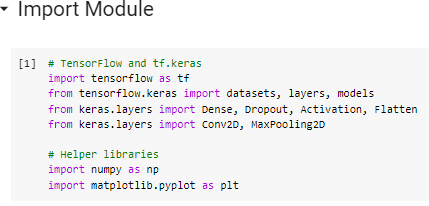 Import Module
[1] # TensorFlow and tf.keras
import tensorflow as tf
from tensorflow.keras import datasets, layers, models
from keras.layers import Dense, Dropout, Activation, Flatten
from keras.layers import Conv2D, MaxPooling2D
# Helper libraries
import numpy as np
import matplotlib.pyplot as plt